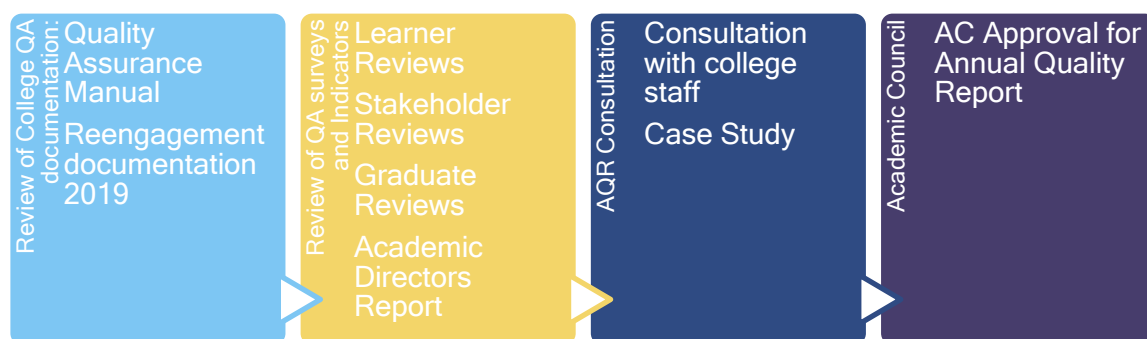 Review of College QA
documentation:
Quality
Assurance
Manual
Reengagement
documentation
2019
Review of QA surveys
and Indicators
Learner
Reviews
Stakeholder
Reviews
Graduate
Reviews
Academic
Directors
Report
AQR Consultation
Consultation
with college
staff
Case Study
Academic Council
AC Approval for
Annual Quality
Report